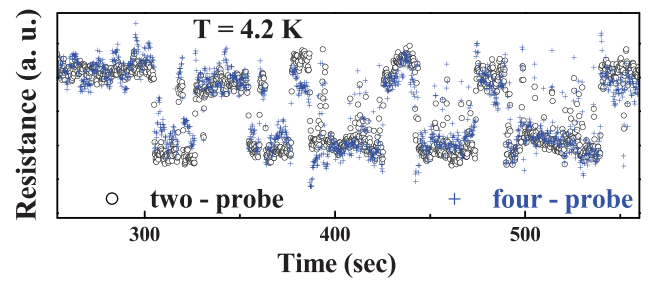 T = 4.2 K
Resistance (a. u.)
two - probe
four - probe
300
400
500
Time (sec)